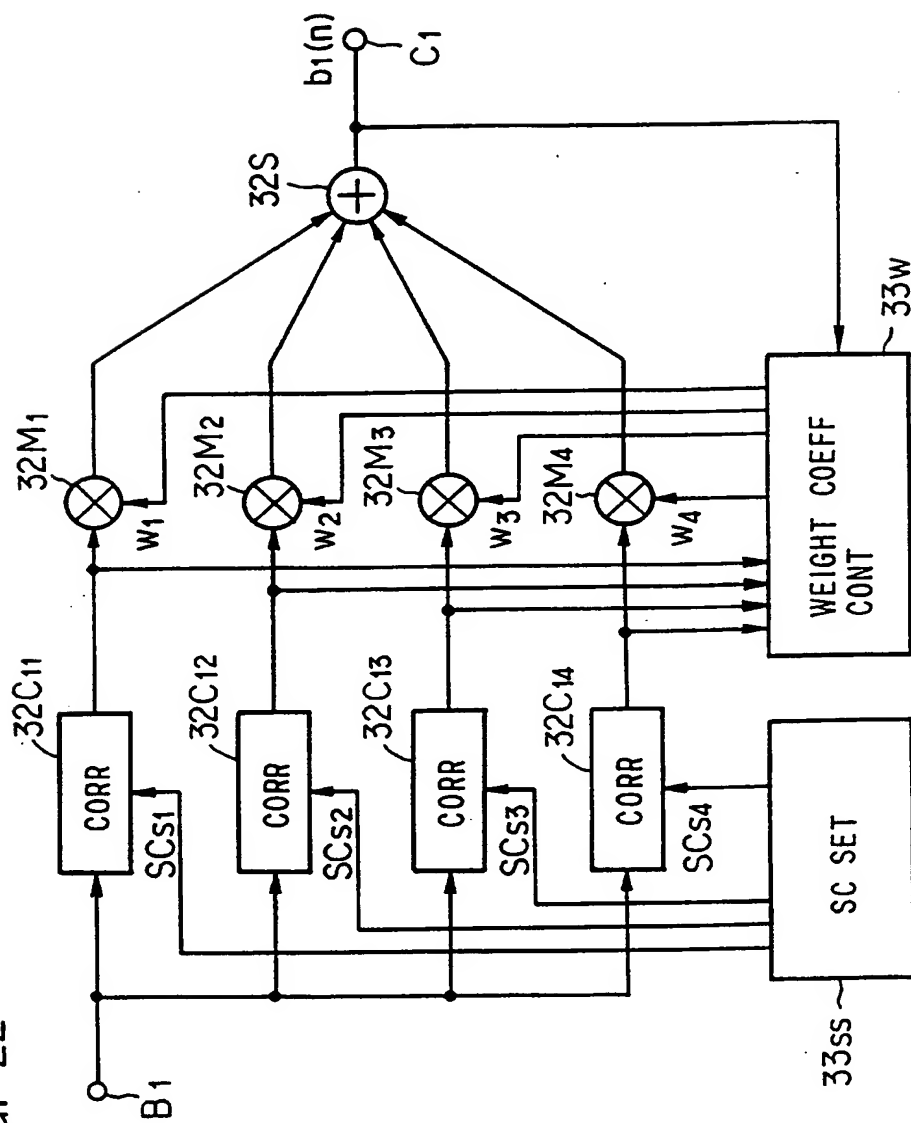 22
B1
32C11
CORR
SCs1
32C12
CORR
SCs2
32C13
CORR
SCs3
32C14
CORR
SCs4
SC SET
33ss
32M1
w1
32M2
w2
32M3
w3
32M4
w4
WEIGHT COEFF
CONT
33w
32S
b1(n)
C1